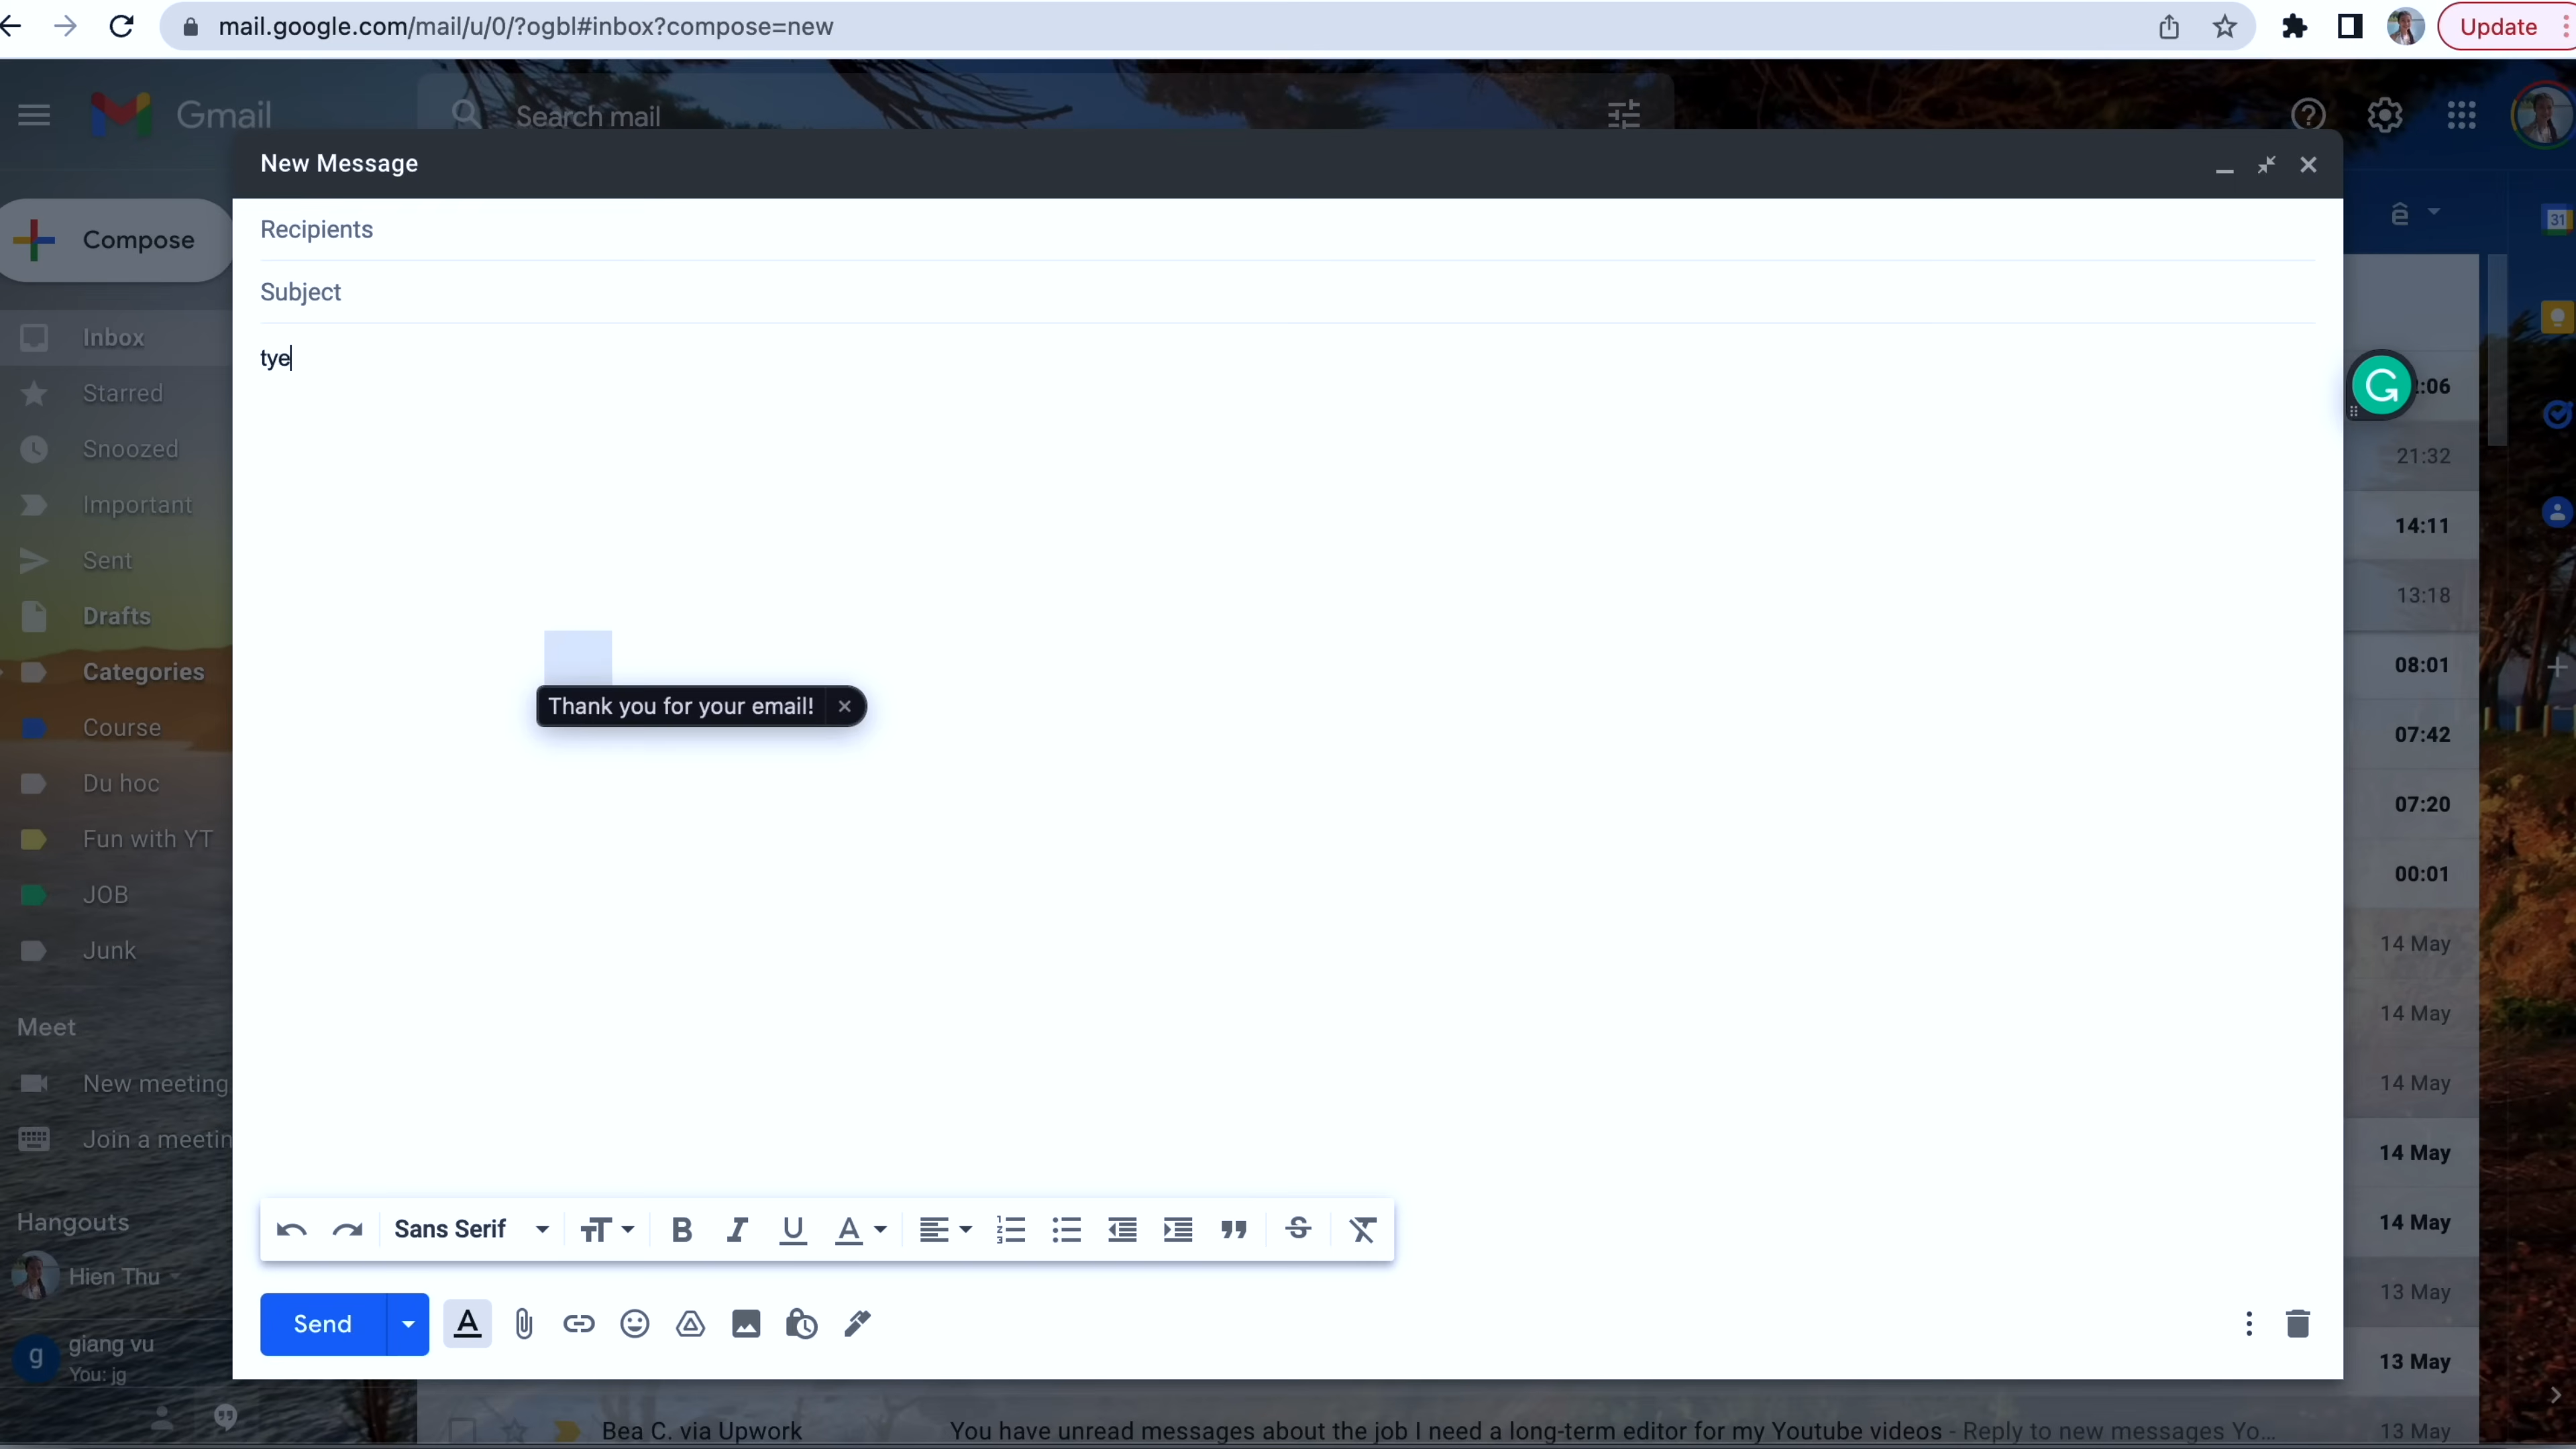 mail.google.com/mail/u/0/?ogbl#inbox?compose=new
Update
Gmail
Search mail
New Message
Compose
ê
31
Recipients
Subject
Inbox
tye
Starred
:06
Snoozed
21:32
Important
14:11
Sent
13:18
Drafts
Categories
08:01
Thank you for your email!
Course
07:42
Du hoc
07:20
Fun with YT
00:01
JOB
14 May
Junk
14 May
Meet
New meeting
14 May
Join a meetin
14 May
Hangouts
Sans Serif
14 May
Hien Thu
13 May
Send
g
giang vu
You: jg
13 May
Bea C. via Upwork You have unread messages about the job I need a long-term editor for my Youtube videos - Reply to new messages Yo... 13 May